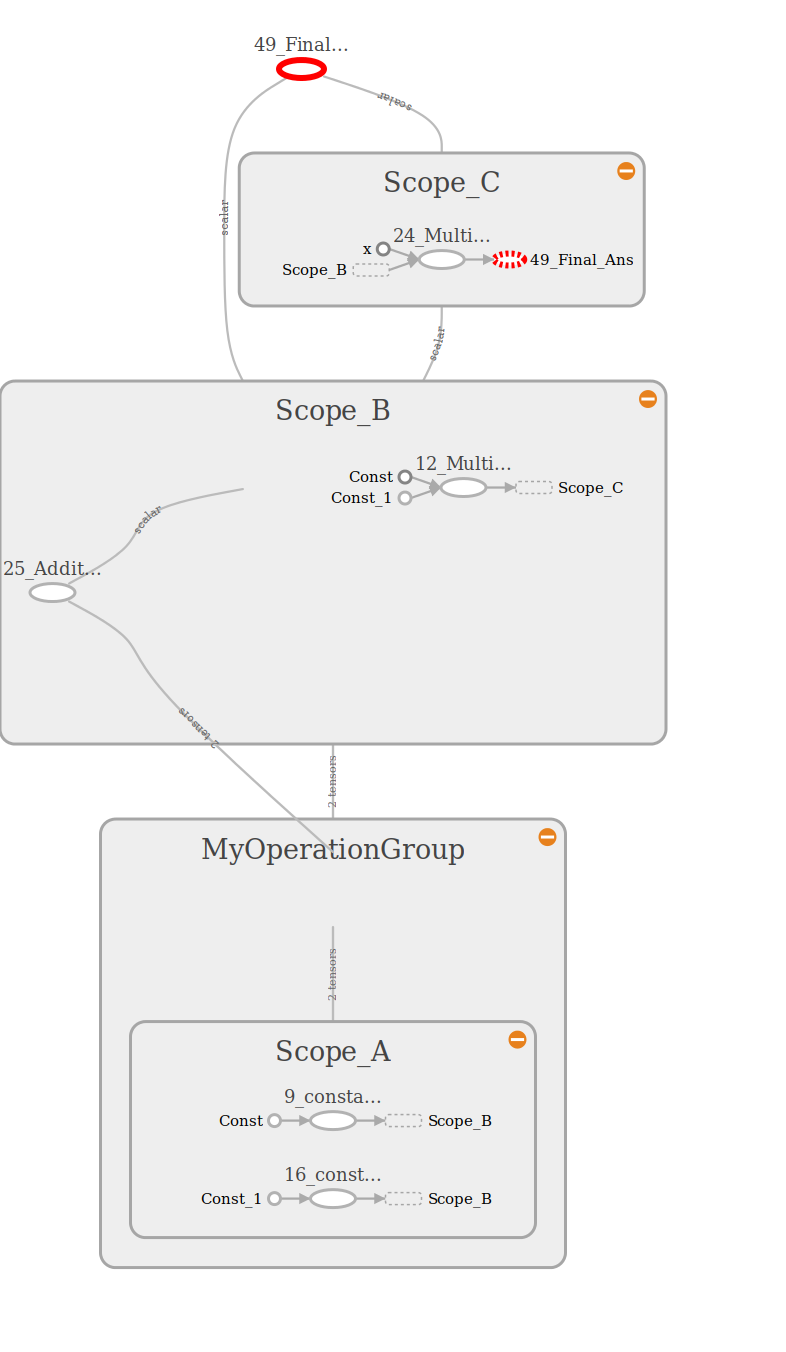 49_Final...
scalar
scalar
Scope_C
24_Multi...
x
Scope_B
49_Final_Ans
scalar
Scope_B
12_Multi...
Const
Const_1
Scope_C
scalar
25_Addit...
2 tensors
2 tensors
MyOperationGroup
2 tensors
Scope_A
9_consta...
Const
Scope_B
16_const...
Const_1
Scope_B